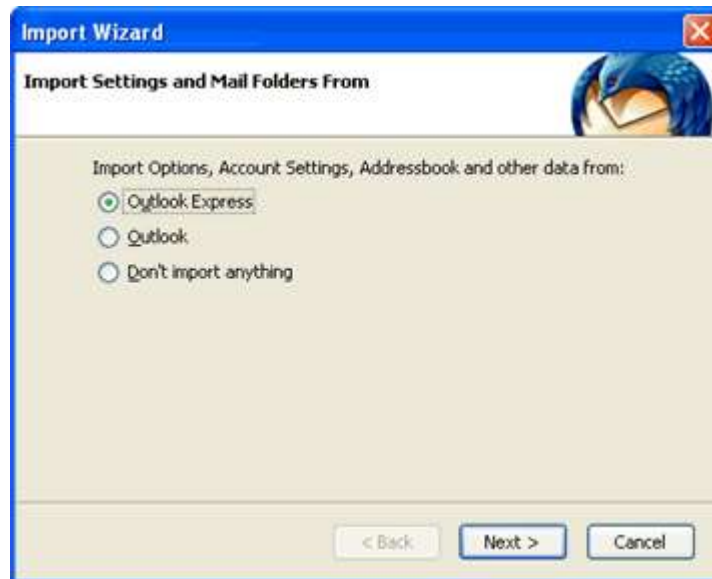 Import Wizard
Import Settings and Mail Folders From
Import Options, Account Settings, Addressbook and other data from:
Outlook Express
Outlook
Don't import anything
< Back Next > Cancel